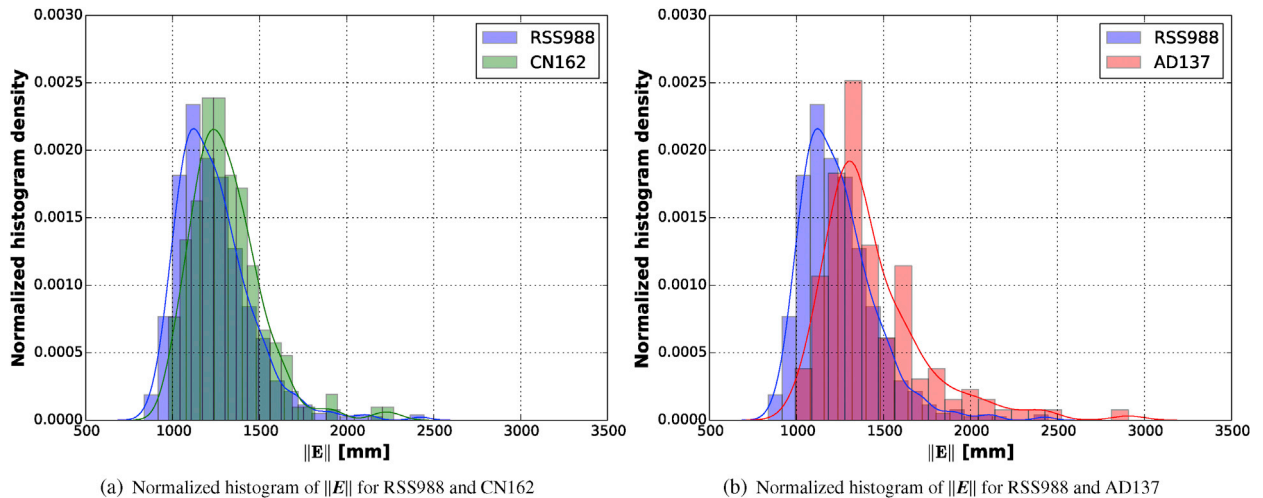 0.0030
0.0025
0.0020
0.0015
0.0010
0.0005
0.0000
Normalized histogram density
RSS988
CN162
500 1000 1500 2000 2500 3000 3500
||E|| [mm]
(a) Normalized histogram of ||E|| for RSS988 and CN162
0.0030
0.0025
0.0020
0.0015
0.0010
0.0005
0.0000
Normalized histogram density
RSS988
AD137
500 1000 1500 2000 2500 3000 3500
||E|| [mm]
(b) Normalized histogram of ||E|| for RSS988 and AD137